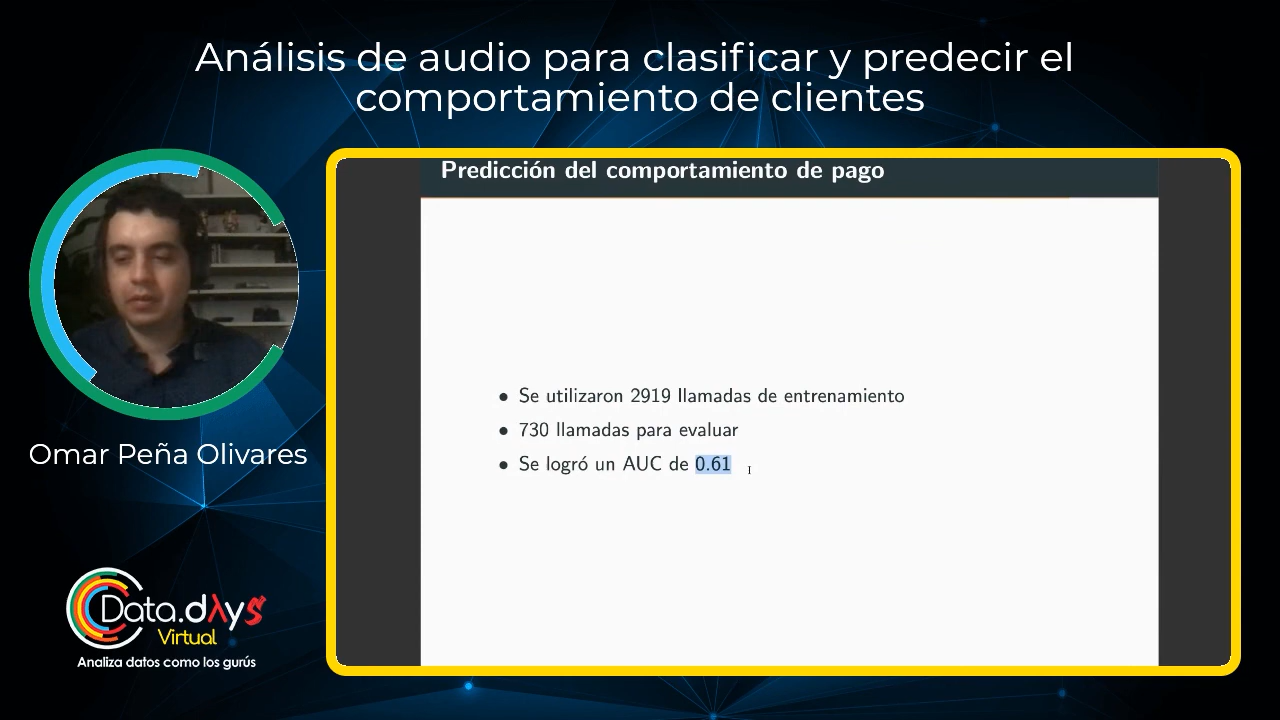 Análisis de audio para clasificar y predecir el
comportamiento de clientes
Predicción del comportamiento de pago
• Se utilizaron 2919 llamadas de entrenamiento
• 730 llamadas para evaluar
• Se logró un AUC de 0.61
Omar Peña Olivares
Data.dλys
Virtual
Analiza datos como los gurús